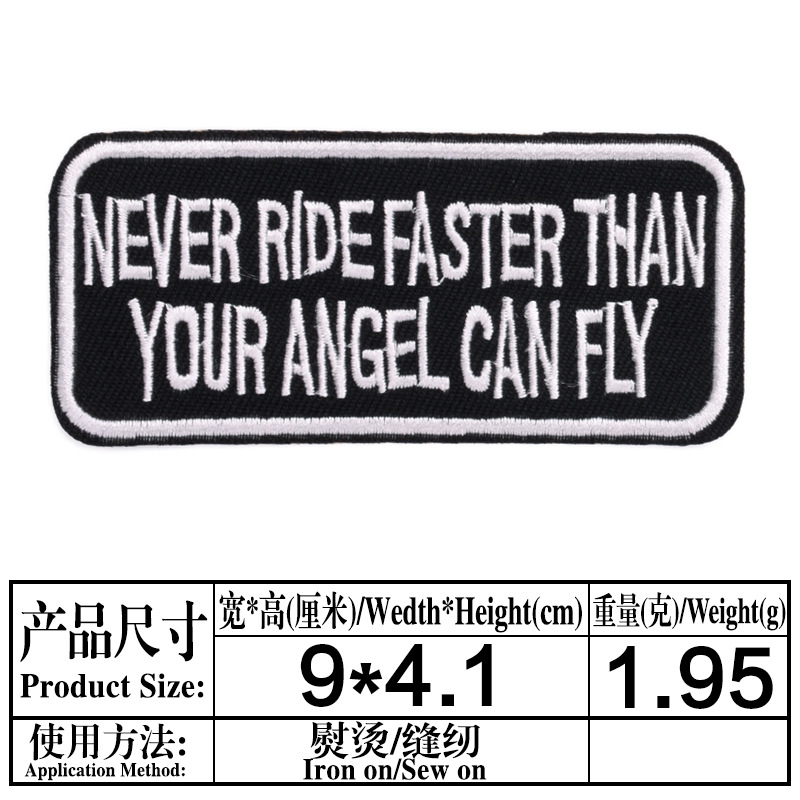 NEVER RIDE FASTER THAN
YOUR ANGEL CAN FLY
产品尺寸
Product Size:
宽*高(厘米)/Wedth*Height(cm)
重量(克)/Weight(g)
9*4.1
1.95
使用方法:
Application Method:
熨烫/缝纫
Iron on/Sew on